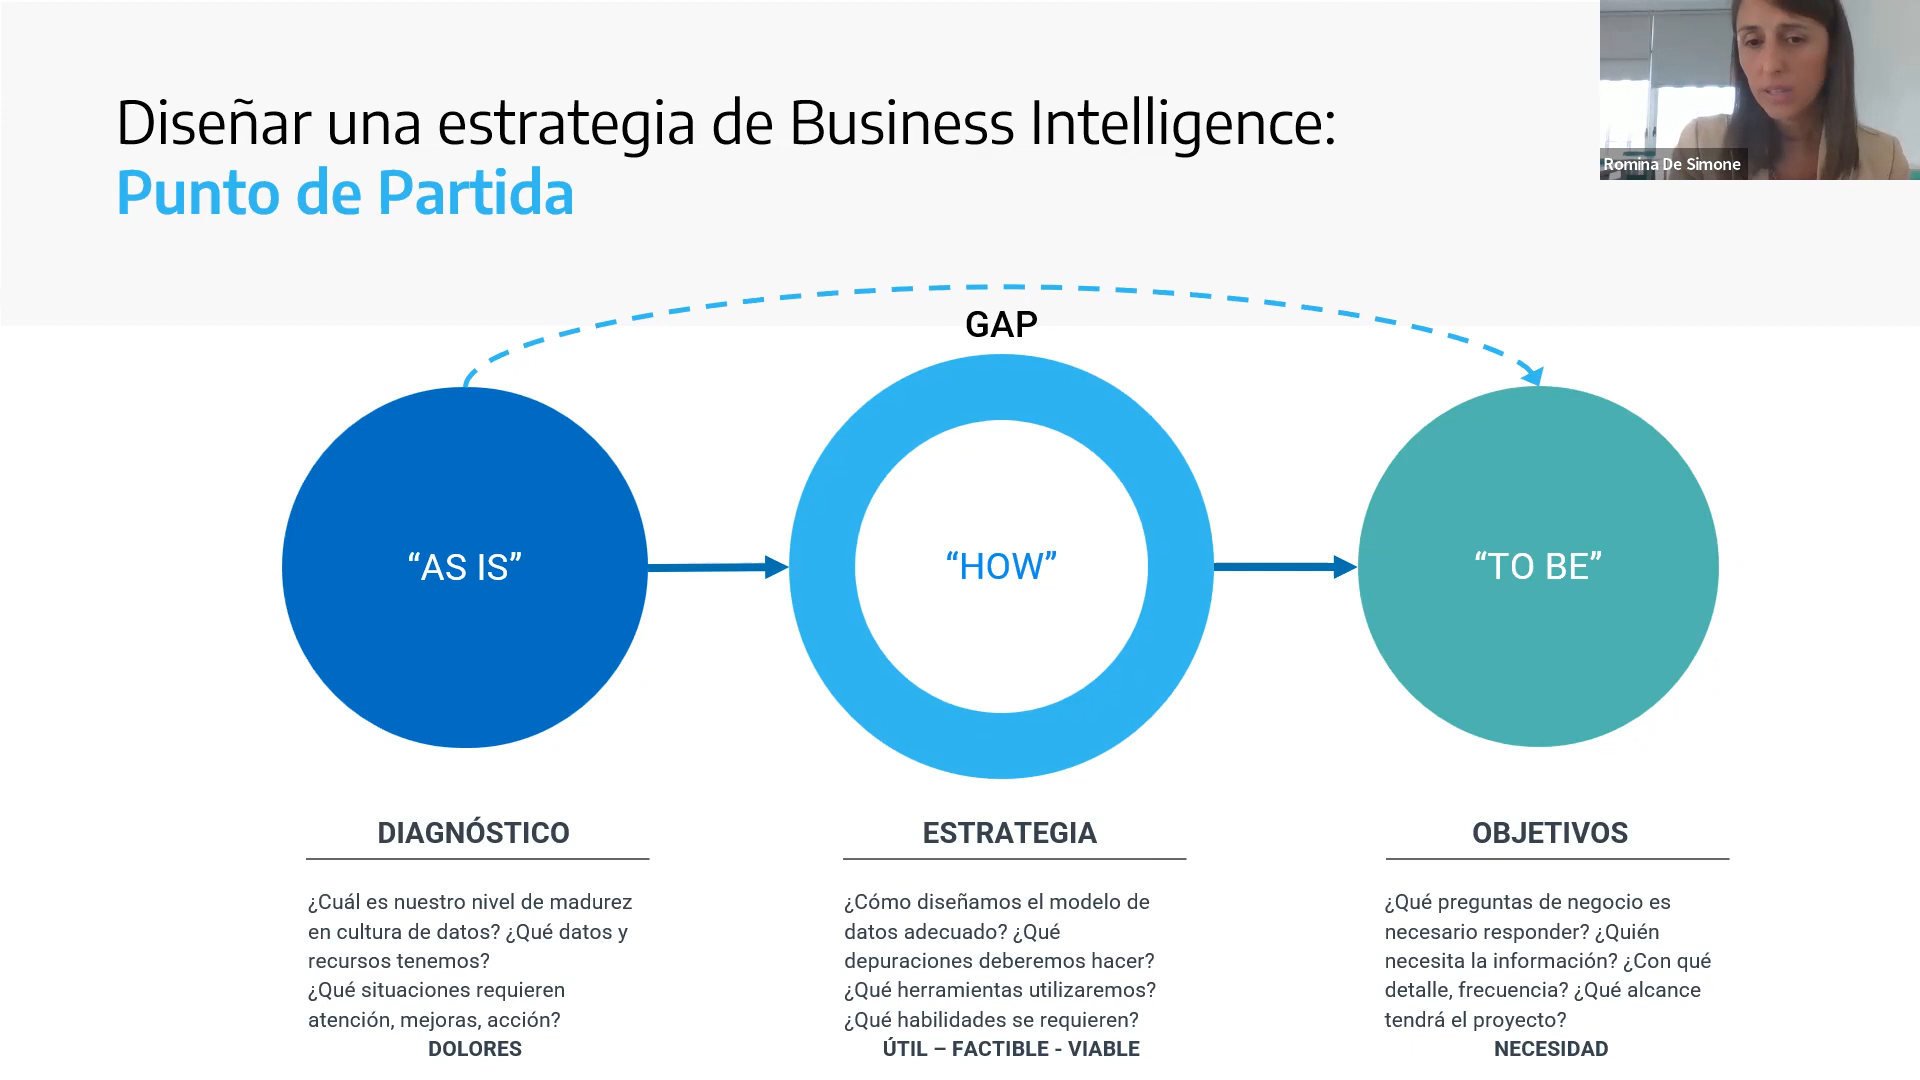 Diseñar una estrategia de Business Intelligence:
Punto de Partida
Romina De Simone
GAP
“AS IS”
“HOW”
“TO BE”
DIAGNÓSTICO
¿Cuál es nuestro nivel de madurez
en cultura de datos? ¿Qué datos y
recursos tenemos?
¿Qué situaciones requieren
atención, mejoras, acción?
DOLORES
ESTRATEGIA
¿Cómo diseñamos el modelo de
datos adecuado? ¿Qué
depuraciones deberemos hacer?
¿Qué herramientas utilizaremos?
¿Qué habilidades se requieren?
ÚTIL – FACTIBLE - VIABLE
OBJETIVOS
¿Qué preguntas de negocio es
necesario responder? ¿Quién
necesita la información? ¿Con qué
detalle, frecuencia? ¿Qué alcance
tendrá el proyecto?
NECESIDAD